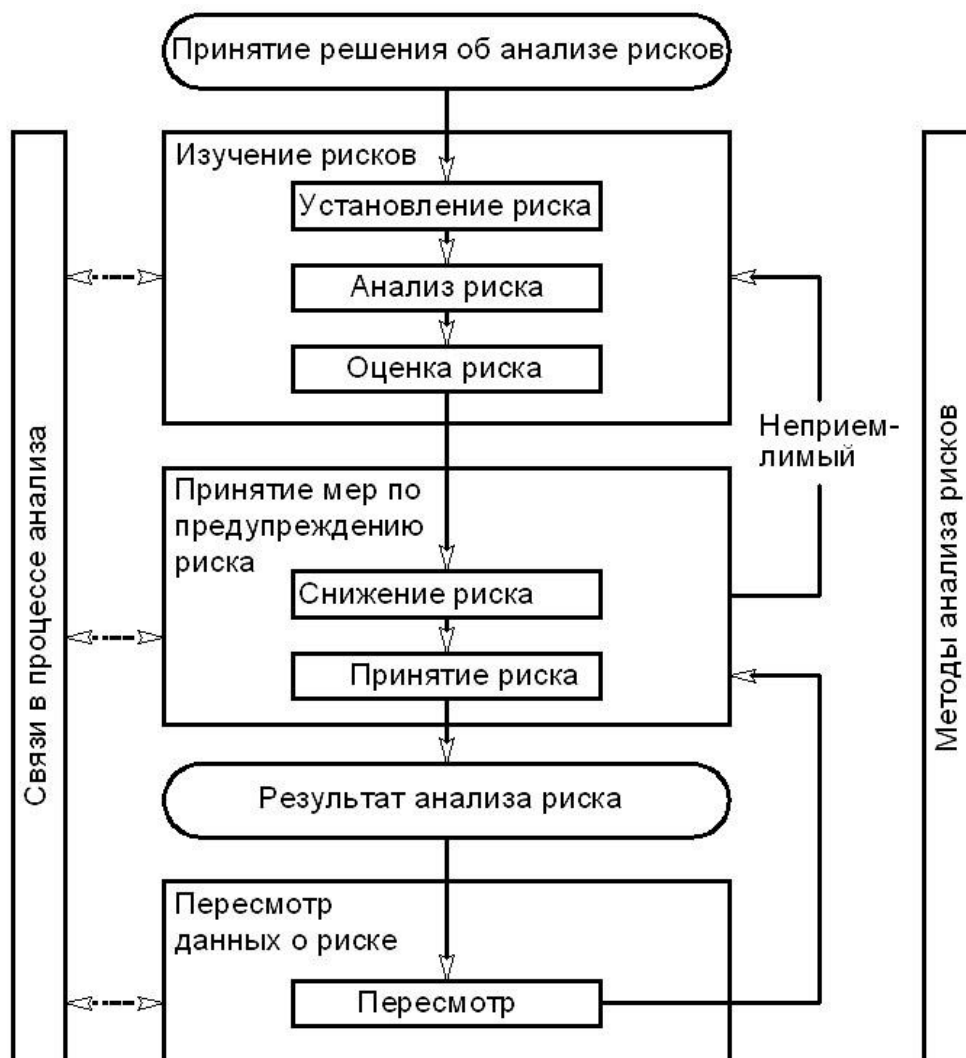 Принятие решения об анализе рисков
Изучение рисков
Установление риска
Анализ риска
Оценка риска
Неприем-
лимый
Принятие мер по
предупреждению
риска
Снижение риска
Принятие риска
Результат анализа риска
Пересмотр
данных о риске
Пересмотр
Связи в процессе анализа
Методы анализа рисков